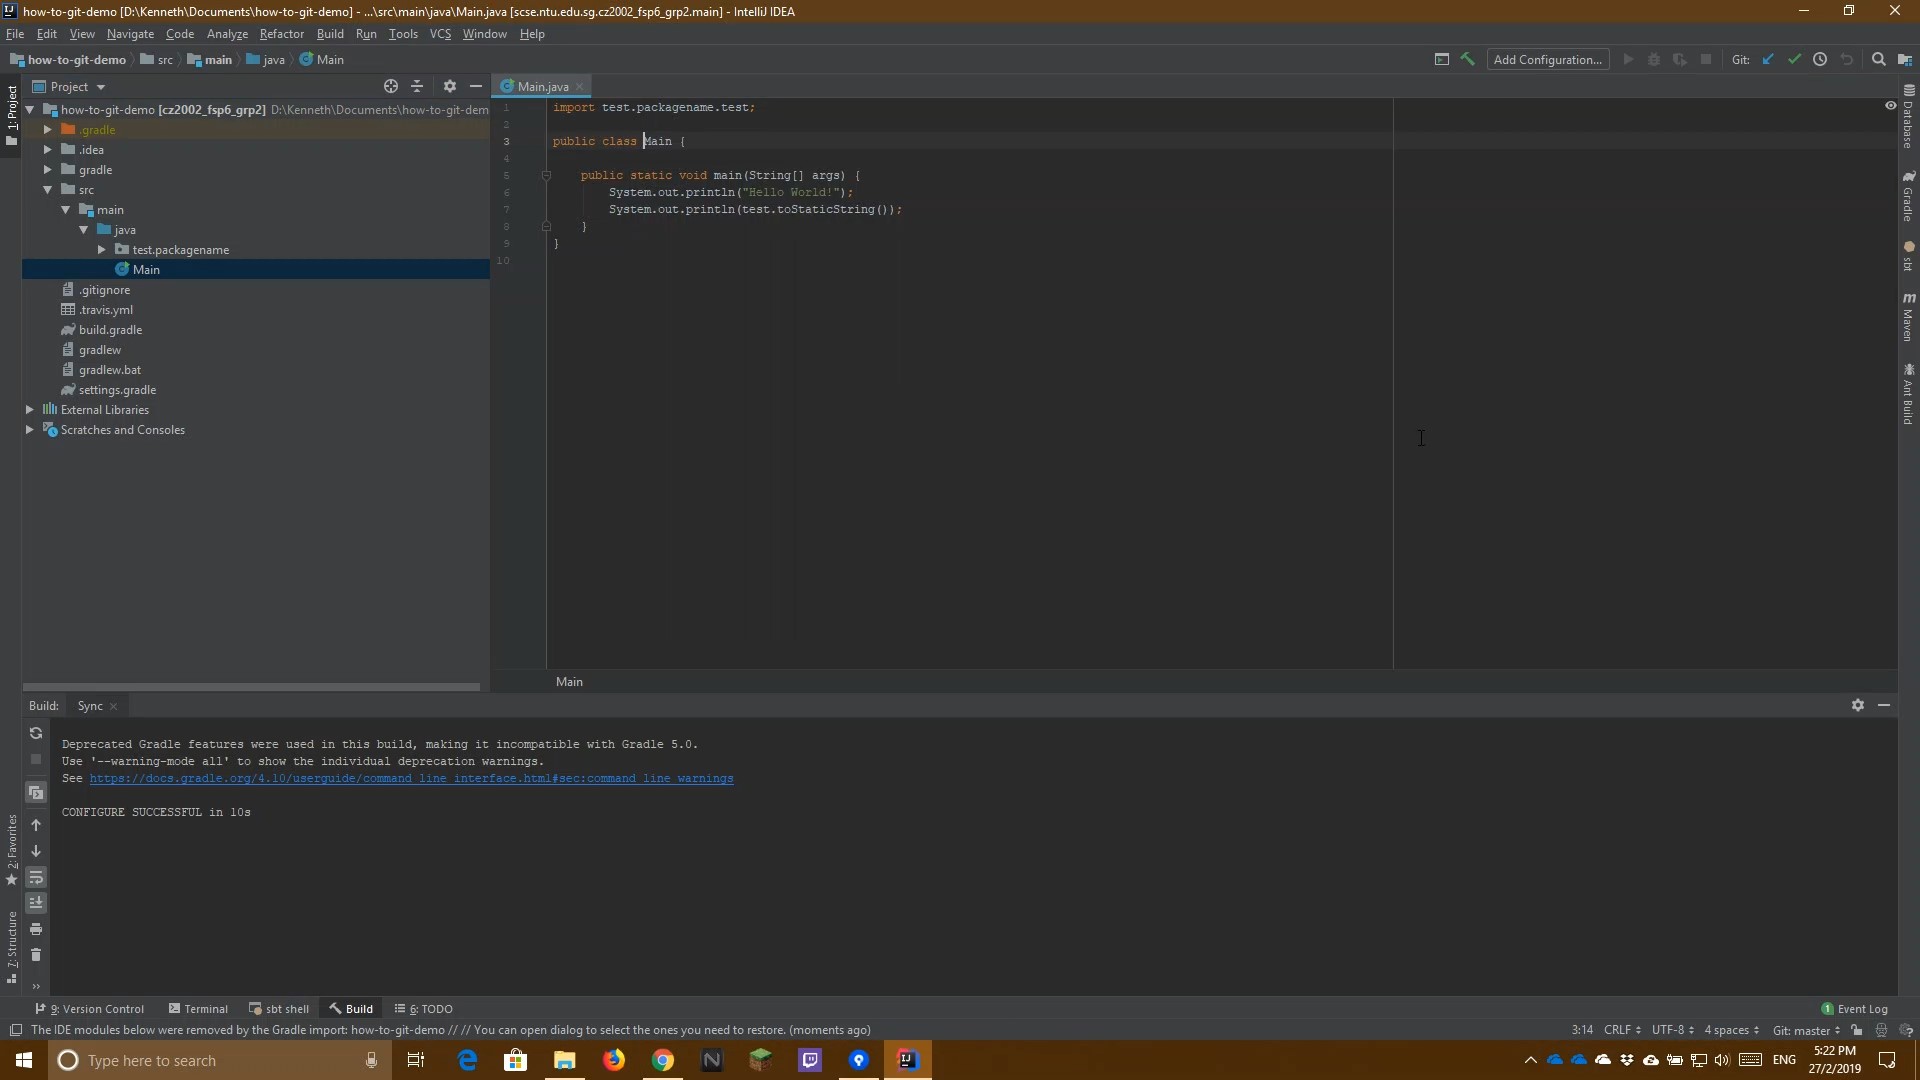 how-to-git-demo [D:\Kenneth\Documents\how-to-git-demo] - ...\src\main\java\Main.java [scse.ntu.edu.sg.cz2002_fsp6_grp2.main] - IntelliJ IDEA
File Edit View Navigate Code Analyze Refactor Build Run Tools VCS Window Help
how-to-git-demo src main java Main Add Configuration... Git:
Project
Main.java
1: Project
how-to-git-demo [cz2002_fsp6_grp2] D:\Kenneth\Documents\how-to-git-dem
.gradle
.idea
gradle
src
main
java
test.packagename
Main
.gitignore
.travis.yml
build.gradle
gradlew
gradlew.bat
settings.gradle
External Libraries
Scratches and Consoles
1 import test.packagename.test;
2
3 public class Main {
4
5 public static void main(String[] args) {
6 System.out.println("Hello World!");
7 System.out.println(test.toStaticString());
8 }
9 }
10
Main
Database
Gradle
sbt
Maven
Ant Build
Build: Sync
Deprecated Gradle features were used in this build, making it incompatible with Gradle 5.0.
Use '--warning-mode all' to show the individual deprecation warnings.
See https://docs.gradle.org/4.10/userguide/command_line_interface.html#sec:command_line_warnings
CONFIGURE SUCCESSFUL in 10s
2: Favorites
7: Structure
9: Version Control Terminal sbt shell Build 6: TODO 1 Event Log
The IDE modules below were removed by the Gradle import: how-to-git-demo // // You can open dialog to select the ones you need to restore. (moments ago) 3:14 CRLF UTF-8 4 spaces Git: master
Type here to search
ENG
5:22 PM
27/2/2019